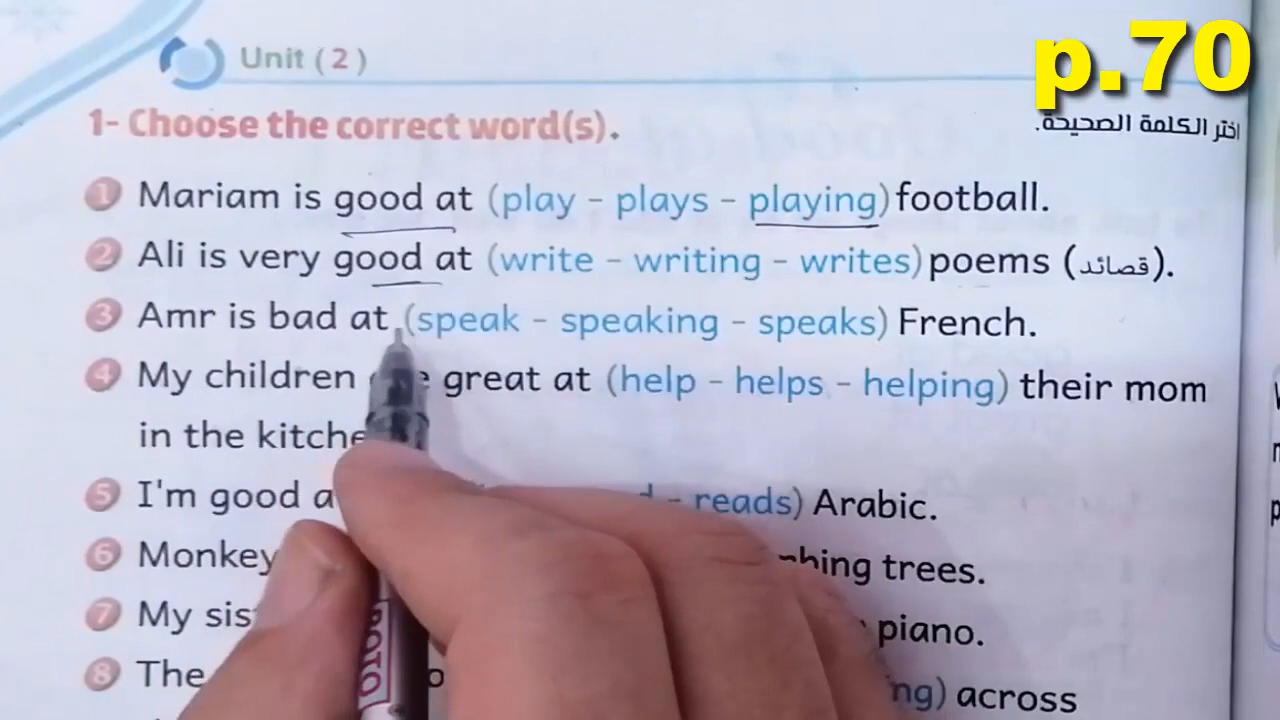 p.70
Unit (2)
1- Choose the correct word(s).
اختر الكلمة الصحيحة.
1 Mariam is good at (play - plays - playing) football.
2 Ali is very good at (write - writing - writes) poems (قصائد).
3 Amr is bad at (speak - speaking - speaks) French.
4 My children great at (help - helps - helping) their mom
in the
5 I'm good - reads) Arabic.
6 trees.
7 My piano.
8 The across